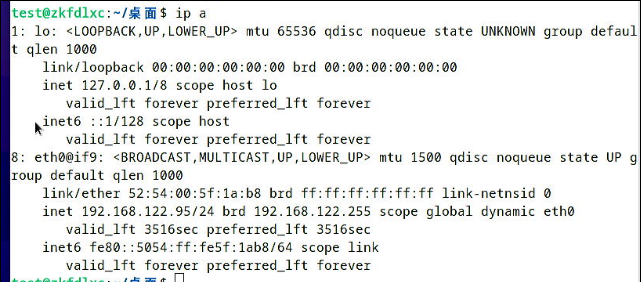 test@zkfdlxc:~/桌面$ ip a
1: lo: <LOOPBACK,UP,LOWER_UP> mtu 65536 qdisc noqueue state UNKNOWN group defaul
t qlen 1000
    link/loopback 00:00:00:00:00:00 brd 00:00:00:00:00:00
    inet 127.0.0.1/8 scope host lo
       valid_lft forever preferred_lft forever
    inet6 ::1/128 scope host
       valid_lft forever preferred_lft forever
8: eth0@if9: <BROADCAST,MULTICAST,UP,LOWER_UP> mtu 1500 qdisc noqueue state UP g
roup default qlen 1000
    link/ether 52:54:00:5f:1a:b8 brd ff:ff:ff:ff:ff:ff link-netnsid 0
    inet 192.168.122.95/24 brd 192.168.122.255 scope global dynamic eth0
       valid_lft 3516sec preferred_lft 3516sec
    inet6 fe80::5054:ff:fe5f:1ab8/64 scope link
       valid_lft forever preferred_lft forever
test@zkfdlxc:~/桌面$